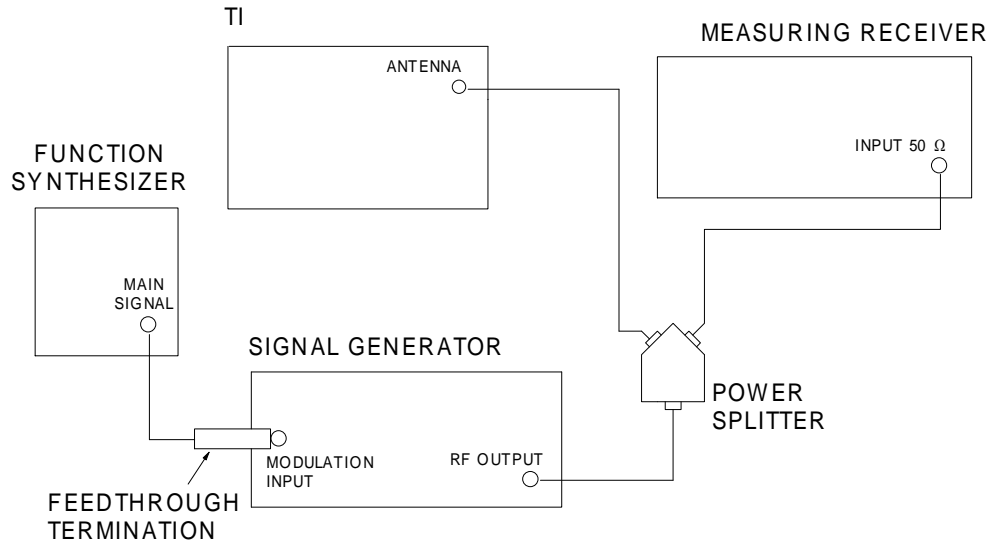 TI
ANTENNA
MEASURING RECEIVER
INPUT 50 Ω
FUNCTION
SYNTHESIZER
MAIN
SIGNAL
SIGNAL GENERATOR
MODULATION
INPUT
RF OUTPUT
POWER
SPLITTER
FEEDTHROUGH
TERMINATION